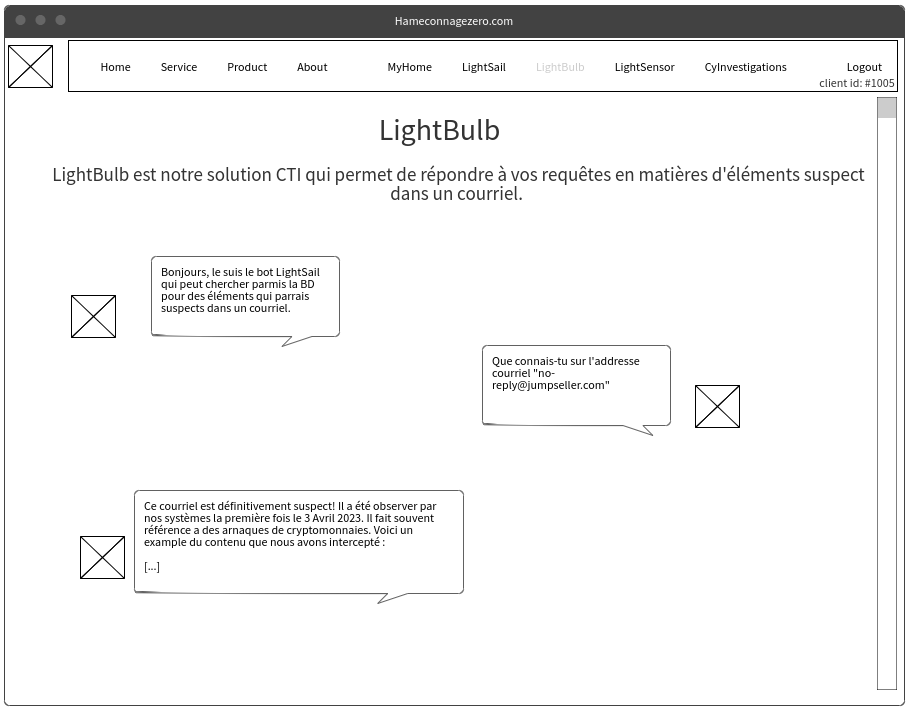 Hameconnagezero.com
Home Service Product About MyHome LightSail LightBulb LightSensor CyInvestigations Logout
client id: #1005
LightBulb
LightBulb est notre solution CTI qui permet de répondre à vos requêtes en matières d'éléments suspect
dans un courriel.
Bonjours, le suis le bot LightSail
qui peut chercher parmis la BD
pour des éléments qui parrais
suspects dans un courriel.
Que connais-tu sur l'addresse
courriel "no-
reply@jumpseller.com"
Ce courriel est définitivement suspect! Il a été observer par
nos systèmes la première fois le 3 Avril 2023. Il fait souvent
référence a des arnaques de cryptomonnaies. Voici un
example du contenu que nous avons intercepté :
[...]